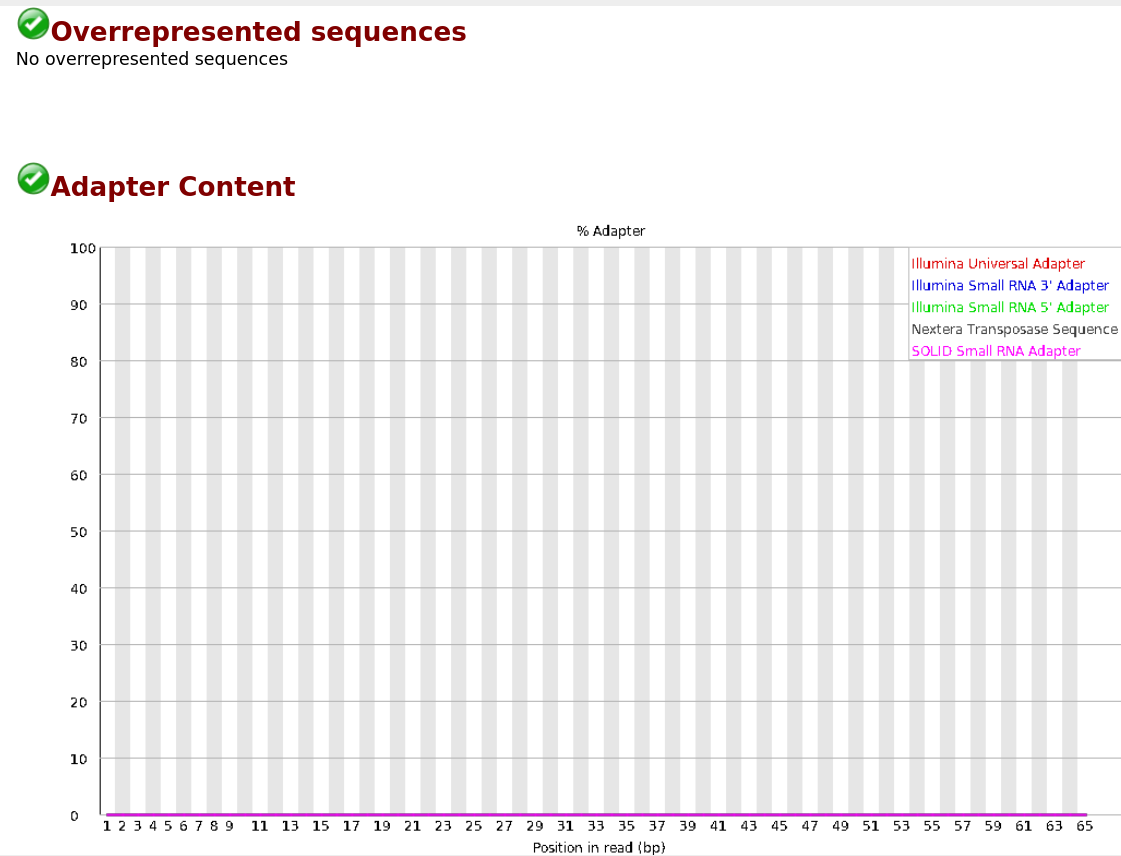 Overrepresented sequences
No overrepresented sequences
Adapter Content
% Adapter
100
90
80
70
60
50
40
30
20
10
0
Illumina Universal Adapter
Illumina Small RNA 3' Adapter
Illumina Small RNA 5' Adapter
Nextera Transposase Sequence
SOLID Small RNA Adapter
1 2 3 4 5 6 7 8 9 11 13 15 17 19 21 23 25 27 29 31 33 35 37 39 41 43 45 47 49 51 53 55 57 59 61 63 65
Position in read (bp)